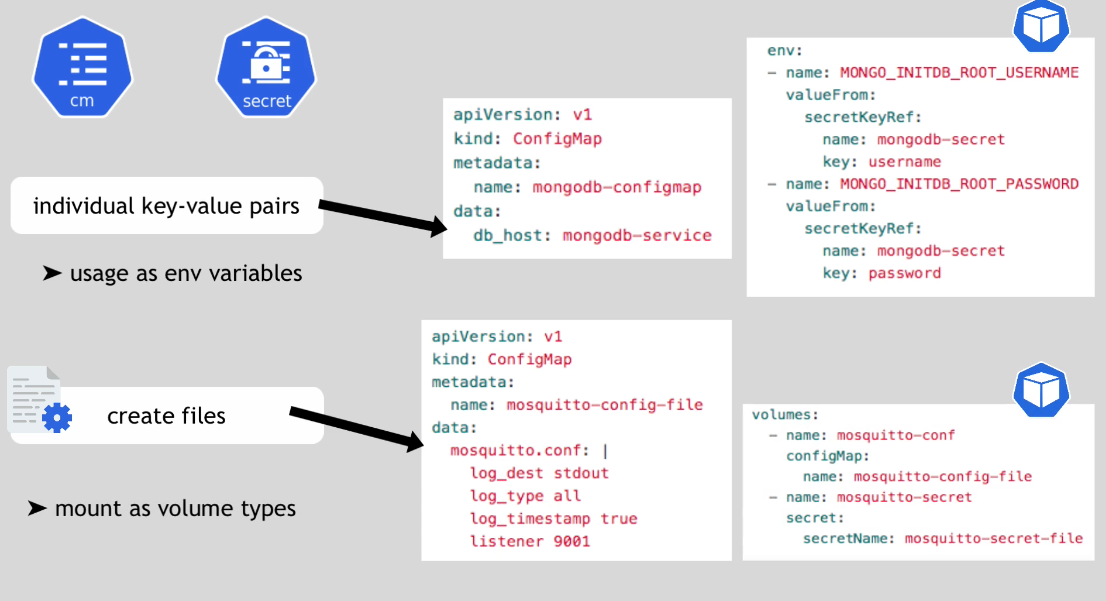 cm
secret
individual key-value pairs
➤ usage as env variables
apiVersion: v1
kind: ConfigMap
metadata:
  name: mongodb-configmap
data:
  db_host: mongodb-service
env:
- name: MONGO_INITDB_ROOT_USERNAME
  valueFrom:
    secretKeyRef:
      name: mongodb-secret
      key: username
- name: MONGO_INITDB_ROOT_PASSWORD
  valueFrom:
    secretKeyRef:
      name: mongodb-secret
      key: password
create files
➤ mount as volume types
apiVersion: v1
kind: ConfigMap
metadata:
  name: mosquitto-config-file
data:
  mosquitto.conf: |
    log_dest stdout
    log_type all
    log_timestamp true
    listener 9001
volumes:
  - name: mosquitto-conf
    configMap:
      name: mosquitto-config-file
  - name: mosquitto-secret
    secret:
      secretName: mosquitto-secret-file